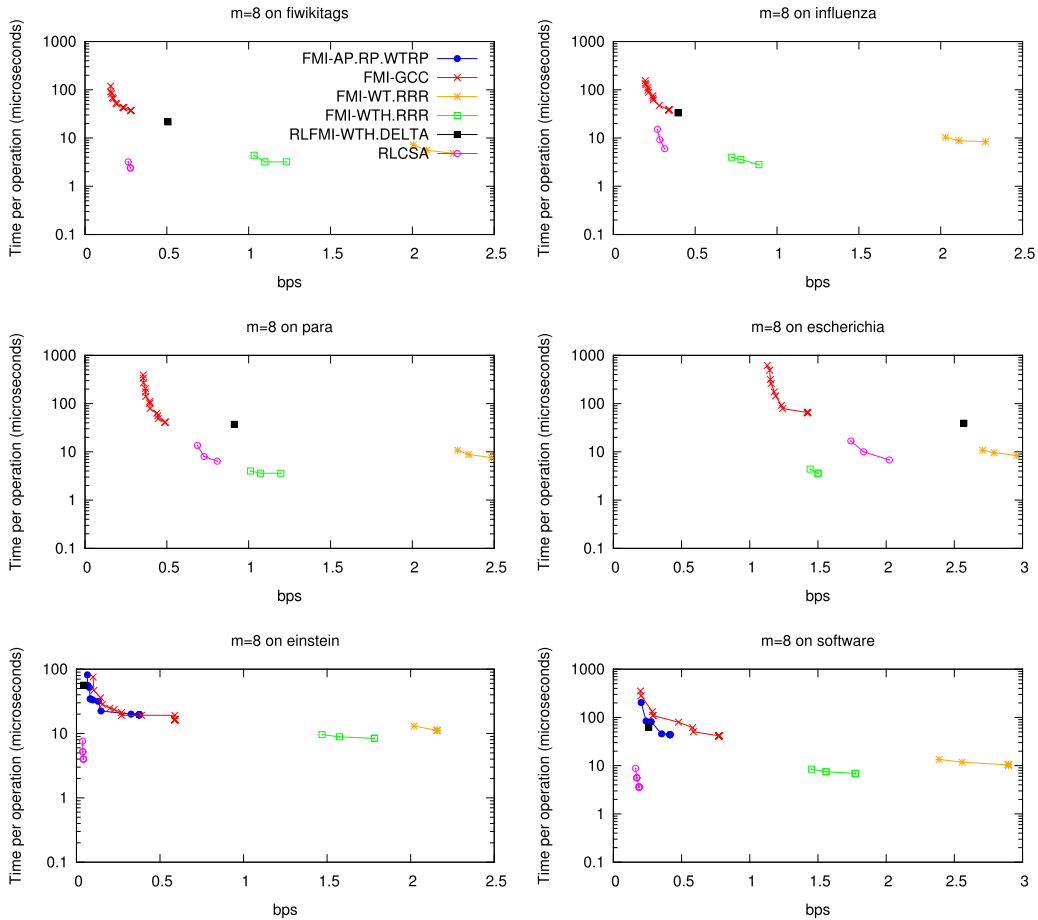 m=8 on fiwikitags
Time per operation (microseconds)
1000
100
10
1
0.1
FMI-AP.RP.WTRP
FMI-GCC
FMI-WT.RRR
FMI-WTH.RRR
RLFMI-WTH.DELTA
RLCSA
0 0.5 1 1.5 2 2.5
bps
m=8 on influenza
Time per operation (microseconds)
1000
100
10
1
0.1
0 0.5 1 1.5 2 2.5
bps
m=8 on para
Time per operation (microseconds)
1000
100
10
1
0.1
0 0.5 1 1.5 2 2.5
bps
m=8 on escherichia
Time per operation (microseconds)
1000
100
10
1
0.1
0 0.5 1 1.5 2 2.5 3
bps
m=8 on einstein
Time per operation (microseconds)
100
10
1
0.1
0 0.5 1 1.5 2 2.5
bps
m=8 on software
Time per operation (microseconds)
1000
100
10
1
0.1
0 0.5 1 1.5 2 2.5 3
bps